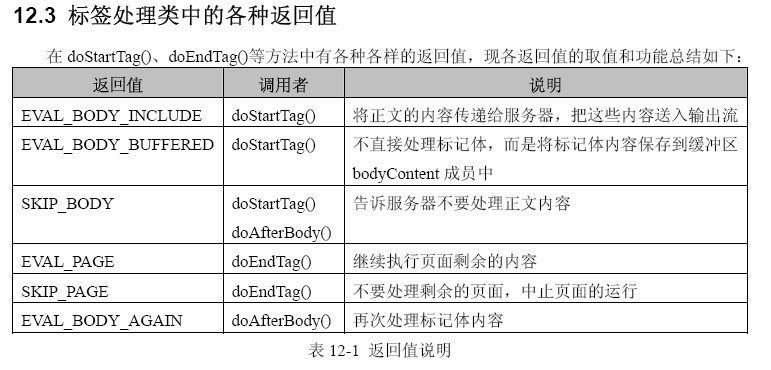 12.3 标签处理类中的各种返回值
在 doStartTag()、doEndTag()等方法中有各种各样的返回值，现各返回值的取值和功能总结如下：
返回值 调用者 说明
EVAL_BODY_INCLUDE doStartTag() 将正文的内容传递给服务器，把这些内容送入输出流
EVAL_BODY_BUFFERED doStartTag() 不直接处理标记体，而是将标记体内容保存到缓冲区
bodyContent 成员中
SKIP_BODY doStartTag() 告诉服务器不要处理正文内容
doAfterBody()
EVAL_PAGE doEndTag() 继续执行页面剩余的内容
SKIP_PAGE doEndTag() 不要处理剩余的页面，中止页面的运行
EVAL_BODY_AGAIN doAfterBody() 再次处理标记体内容
表 12-1 返回值说明